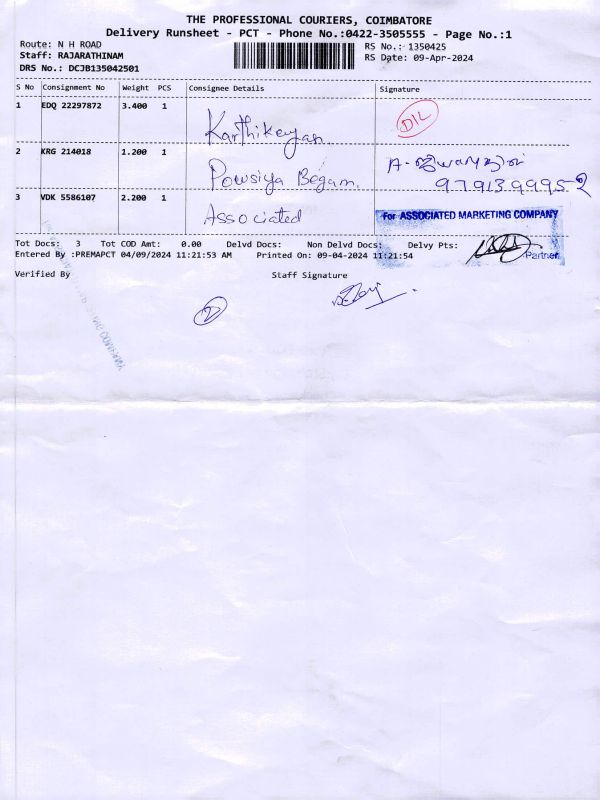 THE PROFESSIONAL COURIERS, COIMBATORE
Delivery Runsheet - PCT - Phone No.:0422-3505555 - Page No.:1
Route: N H ROAD
RS No.: 1350425
Staff: RAJARATHINAM
RS Date: 09-Apr-2024
DRS No.: DCJB135042501
S No Consignment No Weight PCS Consignee Details Signature
1 EDQ 22297872 3.400 1 Karthikeyan D/L
2 KRG 214018 1.200 1 Powsiya Begam
9791399952
3 VDK 5586107 2.200 1 Associated
For ASSOCIATED MARKETING COMPANY
Partner
Tot Docs: 3 Tot COD Amt: 0.00 Delvd Docs: Non Delvd Docs: Delvy Pts:
Entered By :PREMAPCT 04/09/2024 11:21:53 AM Printed On: 09-04-2024 11:21:54
Verified By Staff Signature
2